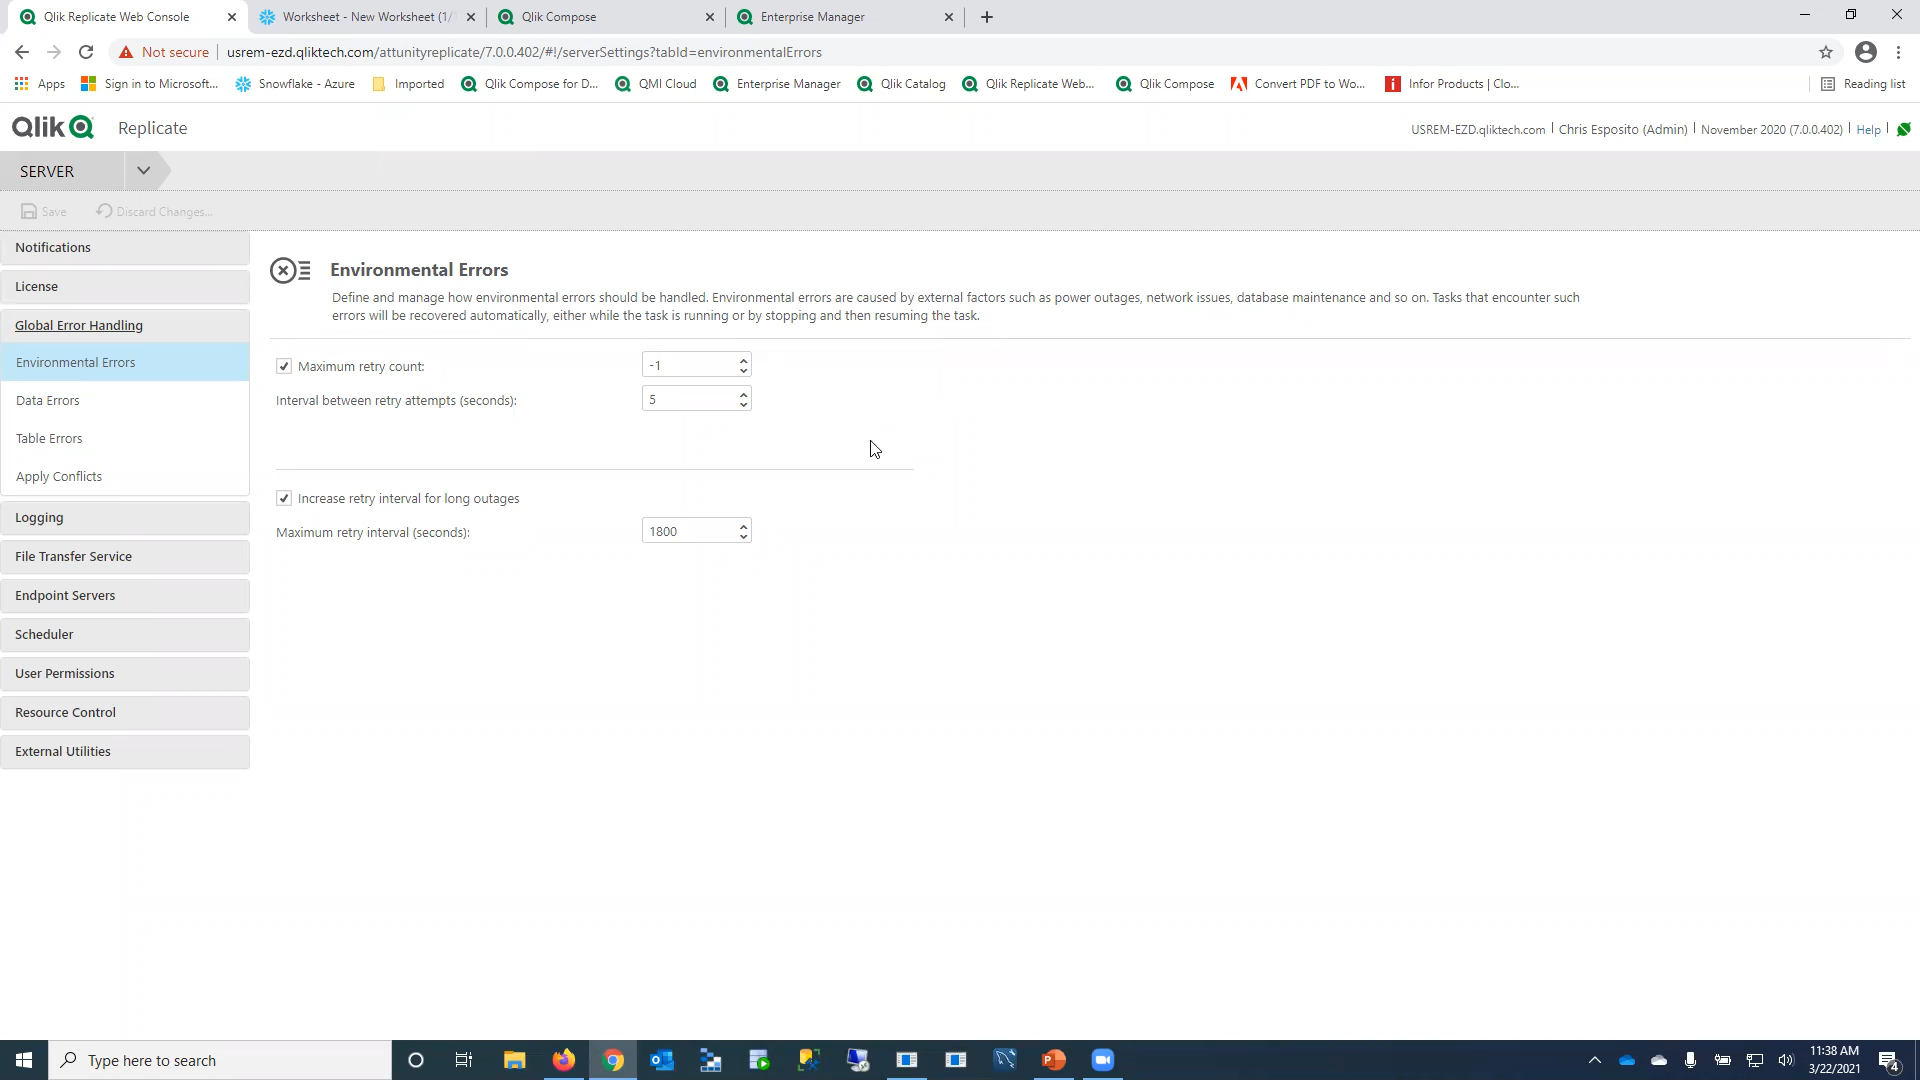 Qlik Replicate Web Console
Worksheet - New Worksheet (1/
Qlik Compose
Enterprise Manager
Not secure
usrem-ezd.qliktech.com/attunityreplicate/7.0.0.402/#!/serverSettings?tabId=environmentalErrors
Apps
Sign in to Microsoft...
Snowflake - Azure
Imported
Qlik Compose for D...
QMI Cloud
Enterprise Manager
Qlik Catalog
Qlik Replicate Web...
Qlik Compose
Convert PDF to Wo...
Infor Products | Clo...
Reading list
Qlik Replicate
USREM-EZD.qliktech.com | Chris Esposito (Admin) | November 2020 (7.0.0.402) | Help |
SERVER
Save
Discard Changes...
Notifications
License
Global Error Handling
Environmental Errors
Data Errors
Table Errors
Apply Conflicts
Logging
File Transfer Service
Endpoint Servers
Scheduler
User Permissions
Resource Control
External Utilities
Environmental Errors
Define and manage how environmental errors should be handled. Environmental errors are caused by external factors such as power outages, network issues, database maintenance and so on. Tasks that encounter such
errors will be recovered automatically, either while the task is running or by stopping and then resuming the task.
Maximum retry count: -1
Interval between retry attempts (seconds): 5
Increase retry interval for long outages
Maximum retry interval (seconds): 1800
Type here to search
11:38 AM
3/22/2021
4